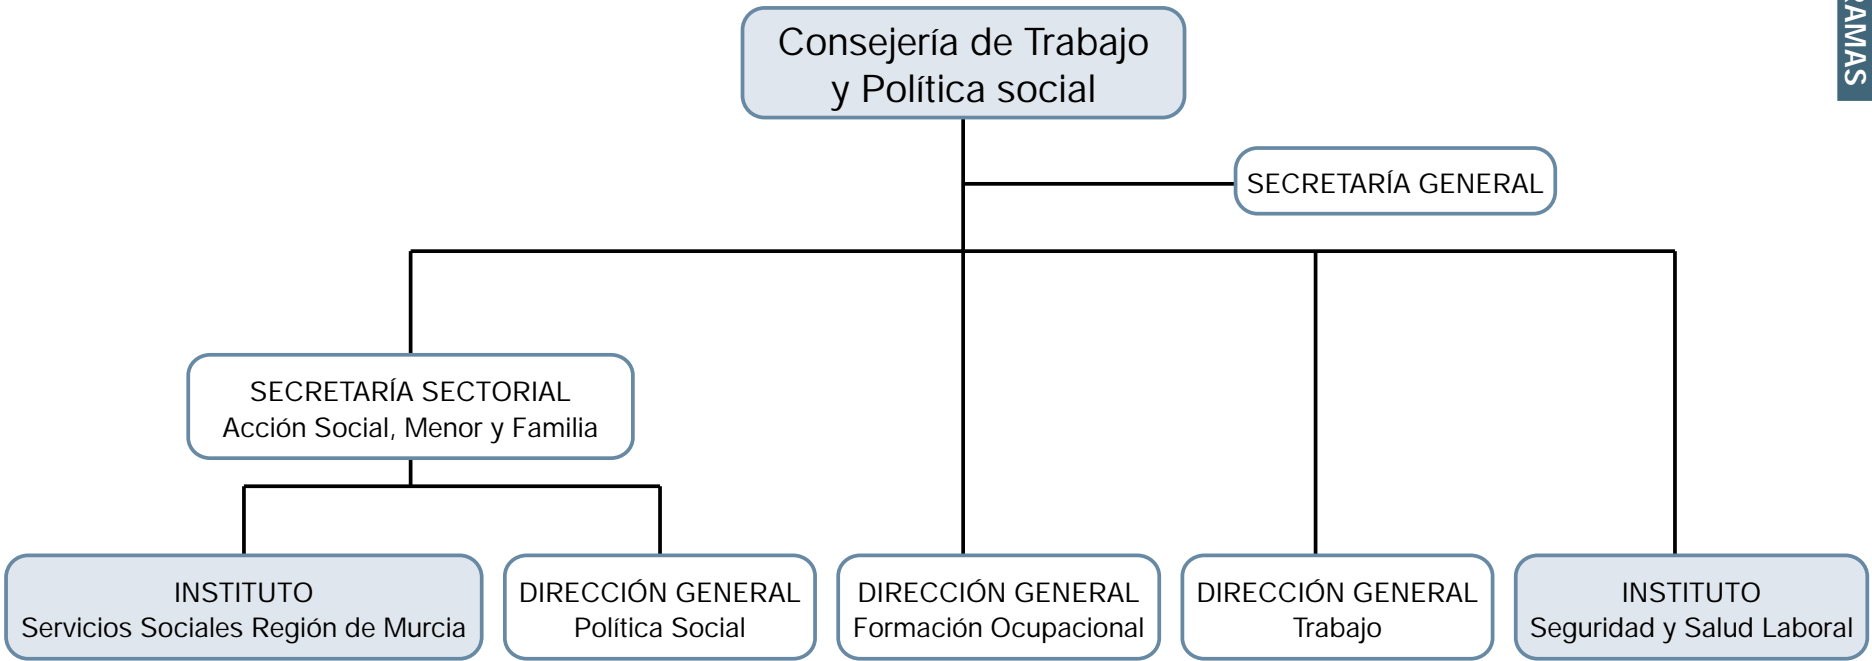 Consejería de Trabajo
y Política social
SECRETARÍA GENERAL
SECRETARÍA SECTORIAL
Acción Social, Menor y Familia
INSTITUTO
Servicios Sociales Región de Murcia
DIRECCIÓN GENERAL
Política Social
DIRECCIÓN GENERAL
Formación Ocupacional
DIRECCIÓN GENERAL
Trabajo
INSTITUTO
Seguridad y Salud Laboral